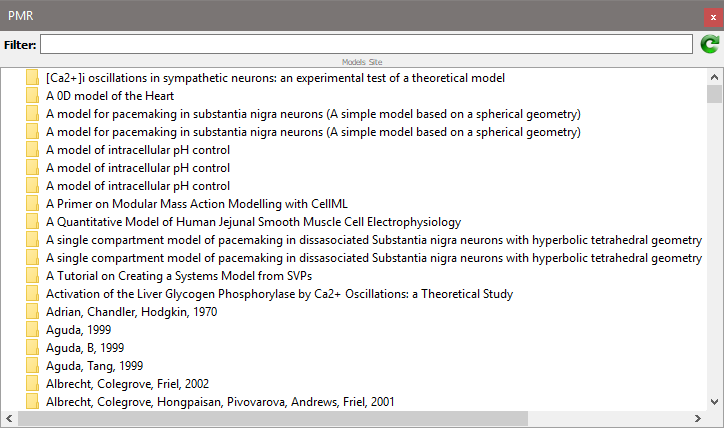 PMR
x
Filter:
Models Site
[Ca2+]i oscillations in sympathetic neurons: an experimental test of a theoretical model
A 0D model of the Heart
A model for pacemaking in substantia nigra neurons (A simple model based on a spherical geometry)
A model for pacemaking in substantia nigra neurons (A simple model based on a spherical geometry)
A model of intracellular pH control
A model of intracellular pH control
A model of intracellular pH control
A Primer on Modular Mass Action Modelling with CellML
A Quantitative Model of Human Jejunal Smooth Muscle Cell Electrophysiology
A single compartment model of pacemaking in dissasociated Substantia nigra neurons with hyperbolic tetrahedral geometry
A single compartment model of pacemaking in dissasociated Substantia nigra neurons with hyperbolic tetrahedral geometry
A Tutorial on Creating a Systems Model from SVPs
Activation of the Liver Glycogen Phosphorylase by Ca2+ Oscillations: a Theoretical Study
Adrian, Chandler, Hodgkin, 1970
Aguda, 1999
Aguda, B, 1999
Aguda, Tang, 1999
Albrecht, Colegrove, Friel, 2002
Albrecht, Colegrove, Hongpaisan, Pivovarova, Andrews, Friel, 2001